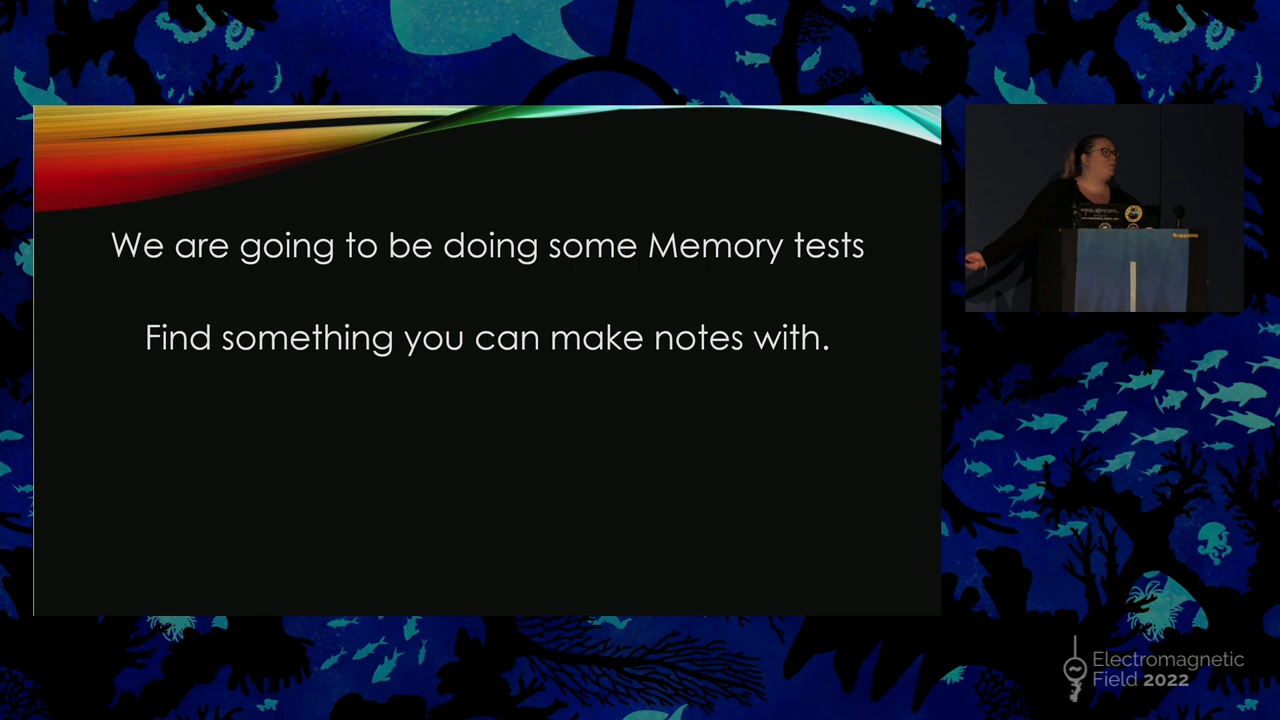 We are going to be doing some Memory tests
Find something you can make notes with.
Electromagnetic
Field 2022